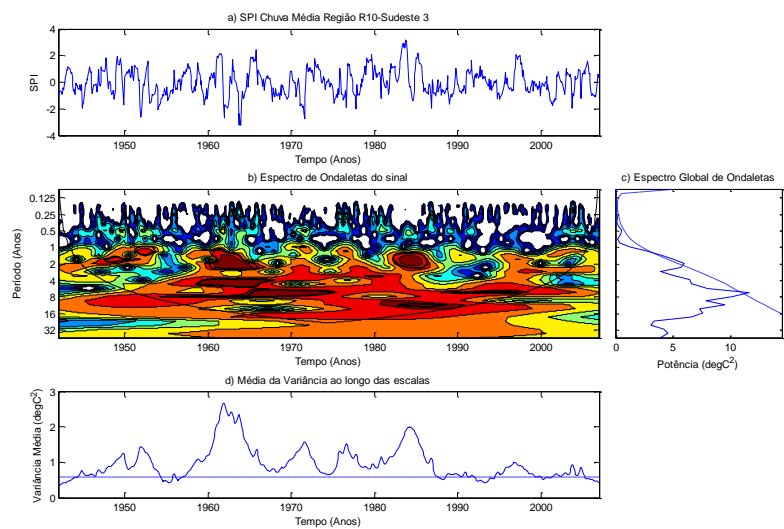 a) SPI Chuva Média Região R10-Sudeste 3
SPI
4
2
0
-2
-4
1950 1960 1970 1980 1990 2000
Tempo (Anos)
b) Espectro de Ondaletas do sinal
Período (Anos)
0.125
0.25
0.5
1
2
4
8
16
32
1950 1960 1970 1980 1990 2000
Tempo (Anos)
c) Espectro Global de Ondaletas
0 5 10
Potência (degC²)
d) Média da Variância ao longo das escalas
Variância Média (degC²)
3
2
1
0
1950 1960 1970 1980 1990 2000
Tempo (Anos)